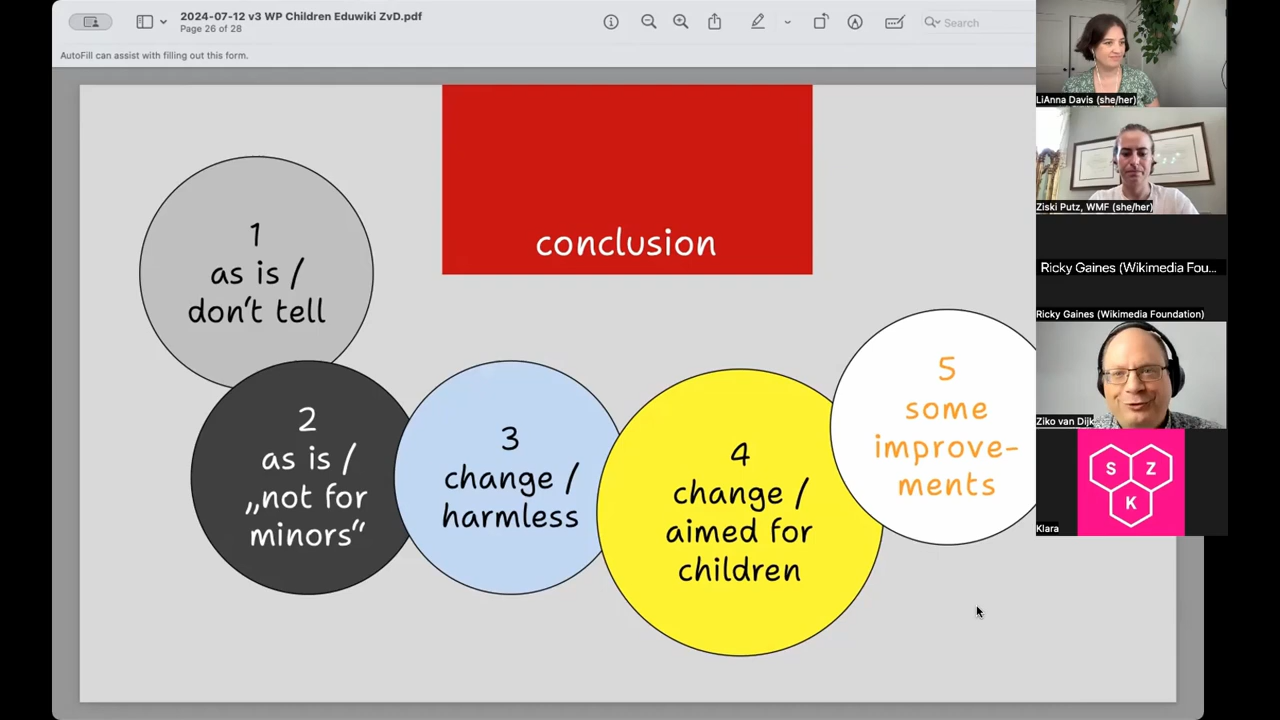 2024-07-12 v3 WP Children Eduwiki ZvD.pdf
Page 26 of 28
Search
AutoFill can assist with filling out this form.
conclusion
1
as is /
don't tell
2
as is /
„not for
minors“
3
change /
harmless
4
change /
aimed for
children
5
some
improve-
ments
LiAnna Davis (she/her)
Ziski Putz, WMF (she/her)
Ricky Gaines (Wikimedia Fou...
Ricky Gaines (Wikimedia Foundation)
Ziko van Dijk
S Z
K
Kiara